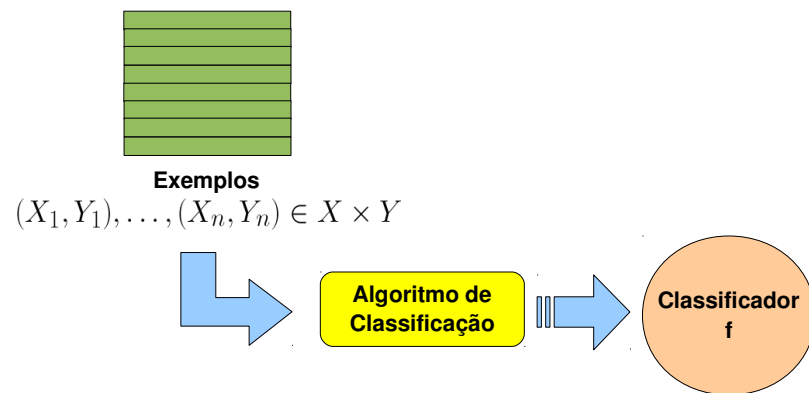 Exemplos
(X₁, Y₁), . . . , (Xₙ, Yₙ) ∈ X × Y
Algoritmo de
Classificação
Classificador
f